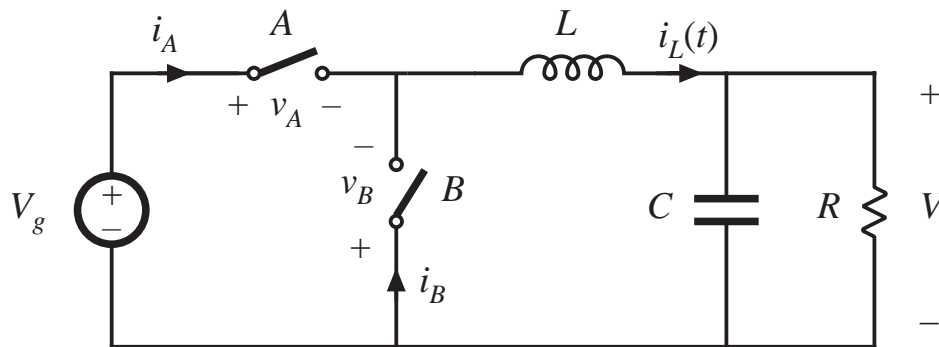 i_A A L i_L(t)
+ v_A − +
− v_B B
V_g + − C R V
+ i_B
−